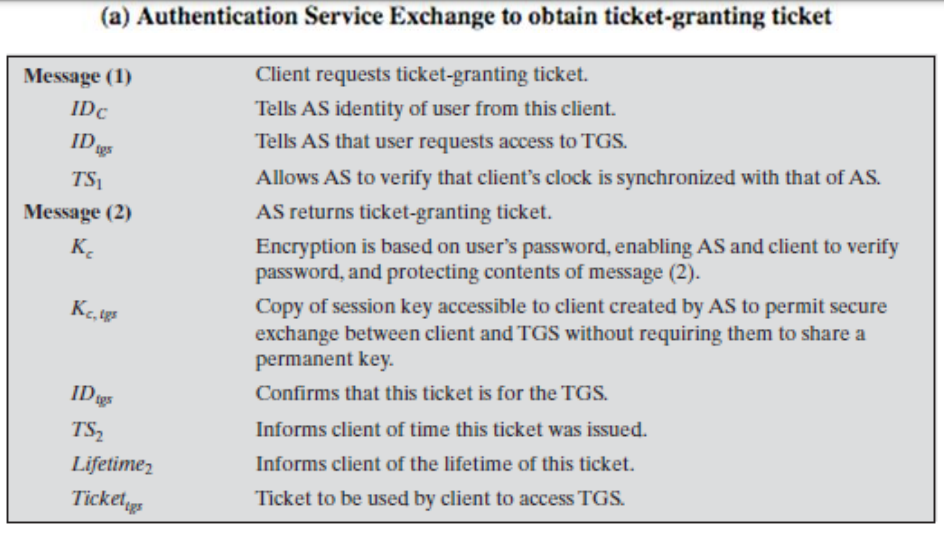 (a) Authentication Service Exchange to obtain ticket-granting ticket
Message (1) Client requests ticket-granting ticket.
ID_C Tells AS identity of user from this client.
ID_tgs Tells AS that user requests access to TGS.
TS_1 Allows AS to verify that client's clock is synchronized with that of AS.
Message (2) AS returns ticket-granting ticket.
K_c Encryption is based on user's password, enabling AS and client to verify
password, and protecting contents of message (2).
K_c, tgs Copy of session key accessible to client created by AS to permit secure
exchange between client and TGS without requiring them to share a
permanent key.
ID_tgs Confirms that this ticket is for the TGS.
TS_2 Informs client of time this ticket was issued.
Lifetime_2 Informs client of the lifetime of this ticket.
Ticket_tgs Ticket to be used by client to access TGS.